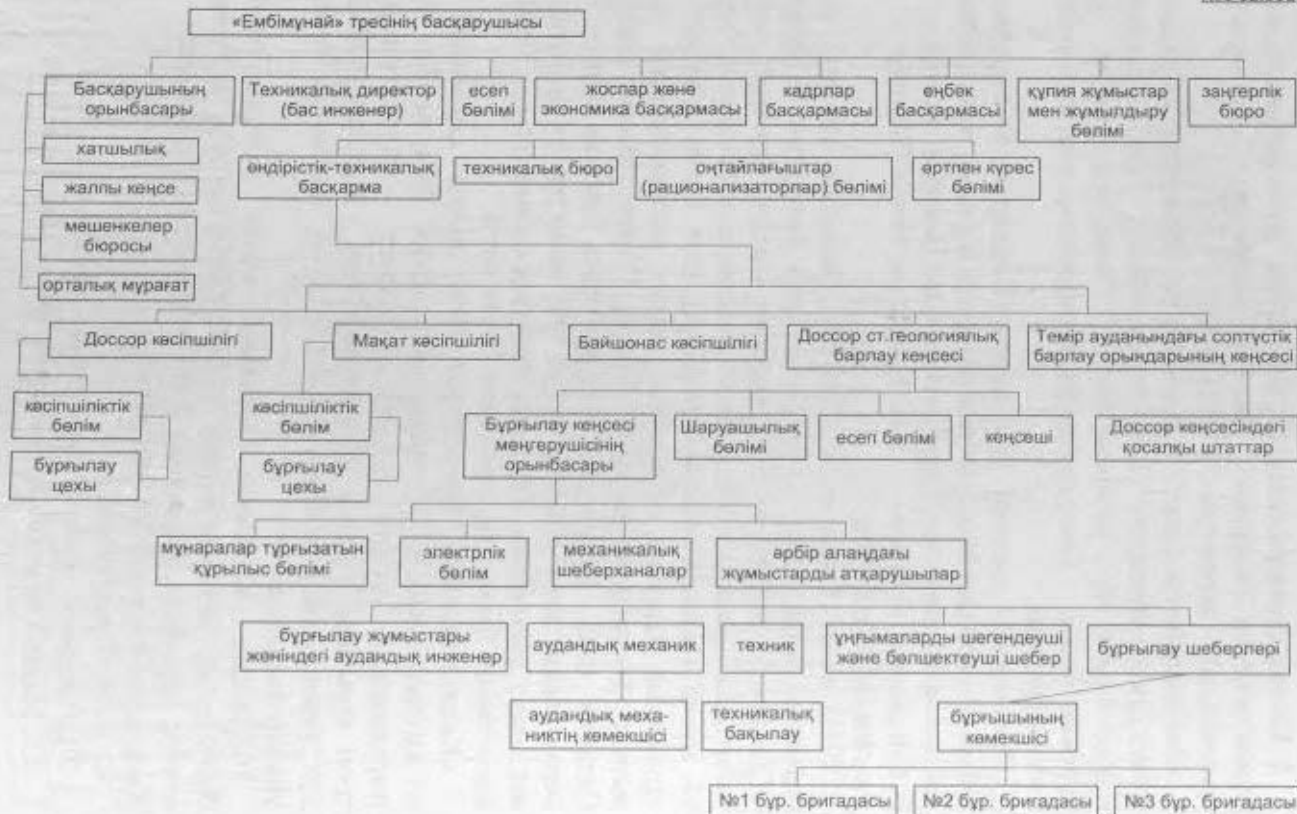 «Ембімұнай» тресінің басқарушысы
Басқарушының
орынбасары
Техникалық директор
(бас инженер)
есеп
бөлімі
жоспар және
экономика басқармасы
кадрлар
басқармасы
еңбек
басқармасы
құпия жұмыстар
мен жұмылдыру
бөлімі
заңгерлік
бюро
хатшылық
жалпы кеңсе
мәшенкелер
бюросы
орталық мұрағат
өндірістік-техникалық
басқарма
техникалық бюро
оңтайлағыштар
(рационализаторлар) бөлімі
өртпен күрес
бөлімі
Доссор кәсіпшілігі
Мақат кәсіпшілігі
Байшонас кәсіпшілігі
Доссор ст.геологиялық
барлау кеңсесі
Темір ауданындағы солтүстік
барлау орындарының кеңсесі
кәсіпшіліктік
бөлім
бұрғылау
цехы
кәсіпшіліктік
бөлім
бұрғылау
цехы
Бұрғылау кеңсесі
меңгерушісінің
орынбасары
Шаруашылық
бөлімі
есеп бөлімі
кеңсеші
Доссор кеңсесіндегі
қосалқы штаттар
мұнаралар тұрғызатын
құрылыс бөлімі
электрлік
бөлім
механикалық
шеберханалар
әрбір алаңдағы
жұмыстарды атқарушылар
бұрғылау жұмыстары
жөніндегі аудандық инженер
аудандық механик
техник
ұңғымаларды шегендеуші
және бөлшектеуші шебер
бұрғылау шеберлері
аудандық меха-
никтің көмекшісі
техникалық
бақылау
бұрғышының
көмекшісі
№1 бұр. бригадасы
№2 бұр. бригадасы
№3 бұр. бригадасы